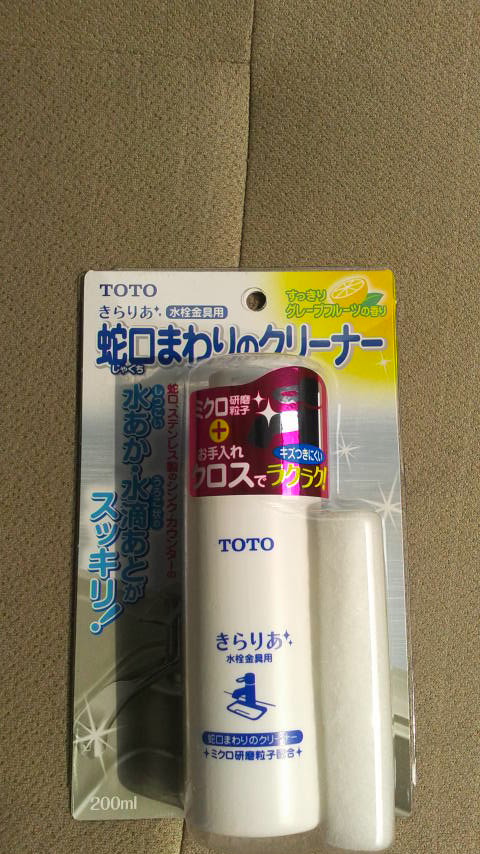 TOTO
きらりあ 水栓金具用
すっきり
グレープフルーツの香り
蛇口まわりのクリーナー
じゃぐち
蛇口、ステンレス製のシンク・カウンターの
水あか・水滴あとが
スッキリ!
ミクロ研磨粒子
+
お手入れ
クロスでラクラク!
キズつきにくい
TOTO
きらりあ
水栓金具用
蛇口まわりのクリーナー
ミクロ研磨粒子配合
200ml